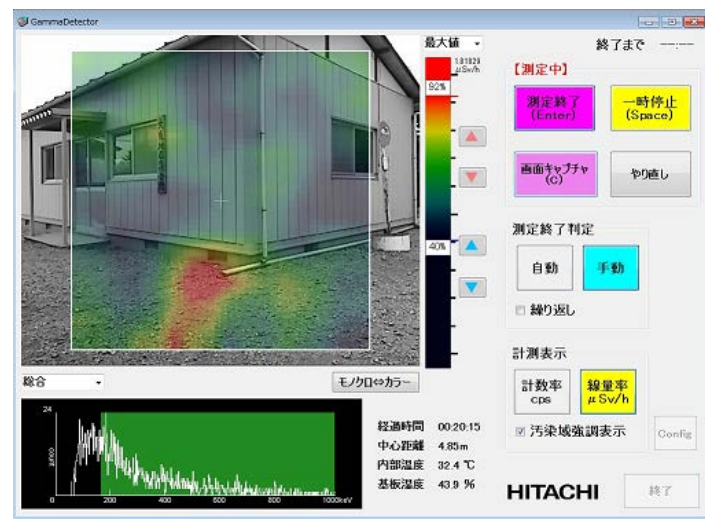 GammaDetector
最大値
終了まで --:--
1.81829
μSv/h
92%
40%
【測定中】
測定終了
(Enter)
一時停止
(Space)
画面キャプチャ
(C)
やり直し
測定終了判定
自動
手動
繰り返し
計測表示
計数率
cps
線量率
μSv/h
汚染域強調表示
Config
総合
モノクロ⇔カラー
24
count
0
200
400
600
800
1000keV
経過時間 00:20:15
中心距離 4.85m
内部温度 32.4 ℃
基板湿度 43.9 %
HITACHI
終了